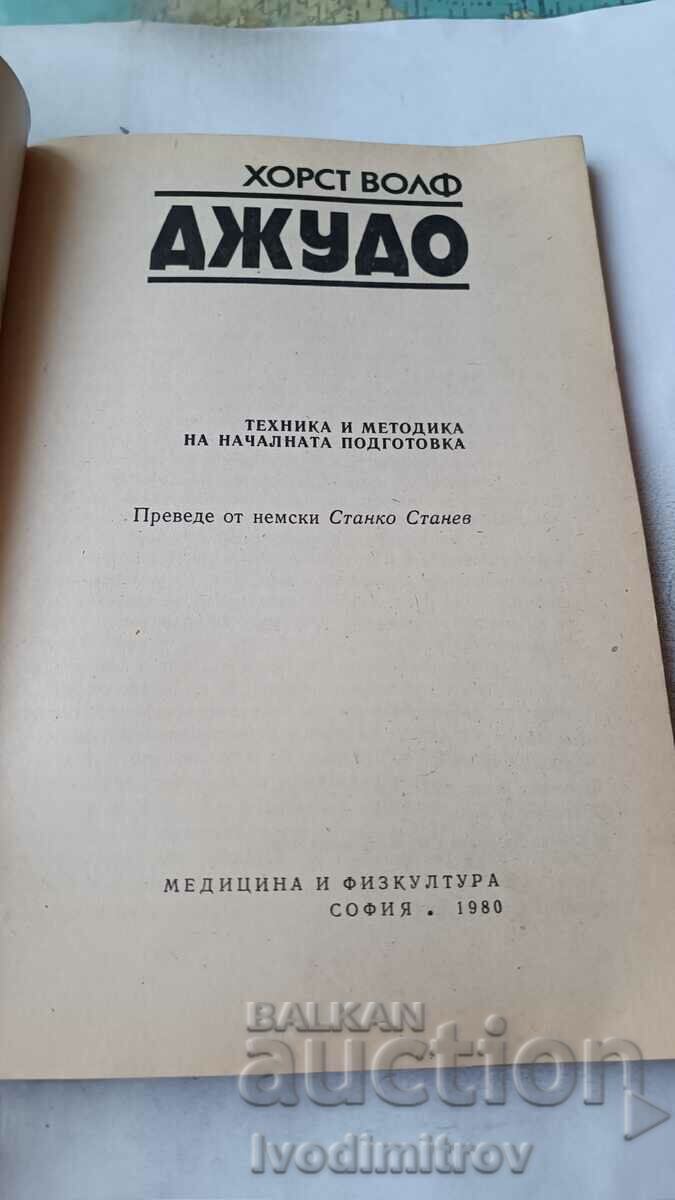 ХОРСТ ВОЛФ
ДЖУДО
ТЕХНИКА И МЕТОДИКА
НА НАЧАЛНАТА ПОДГОТОВКА
Преведе от немски Станко Станев
МЕДИЦИНА И ФИЗКУЛТУРА
СОФИЯ . 1980
BALKAN
auction
Ivodimitrov